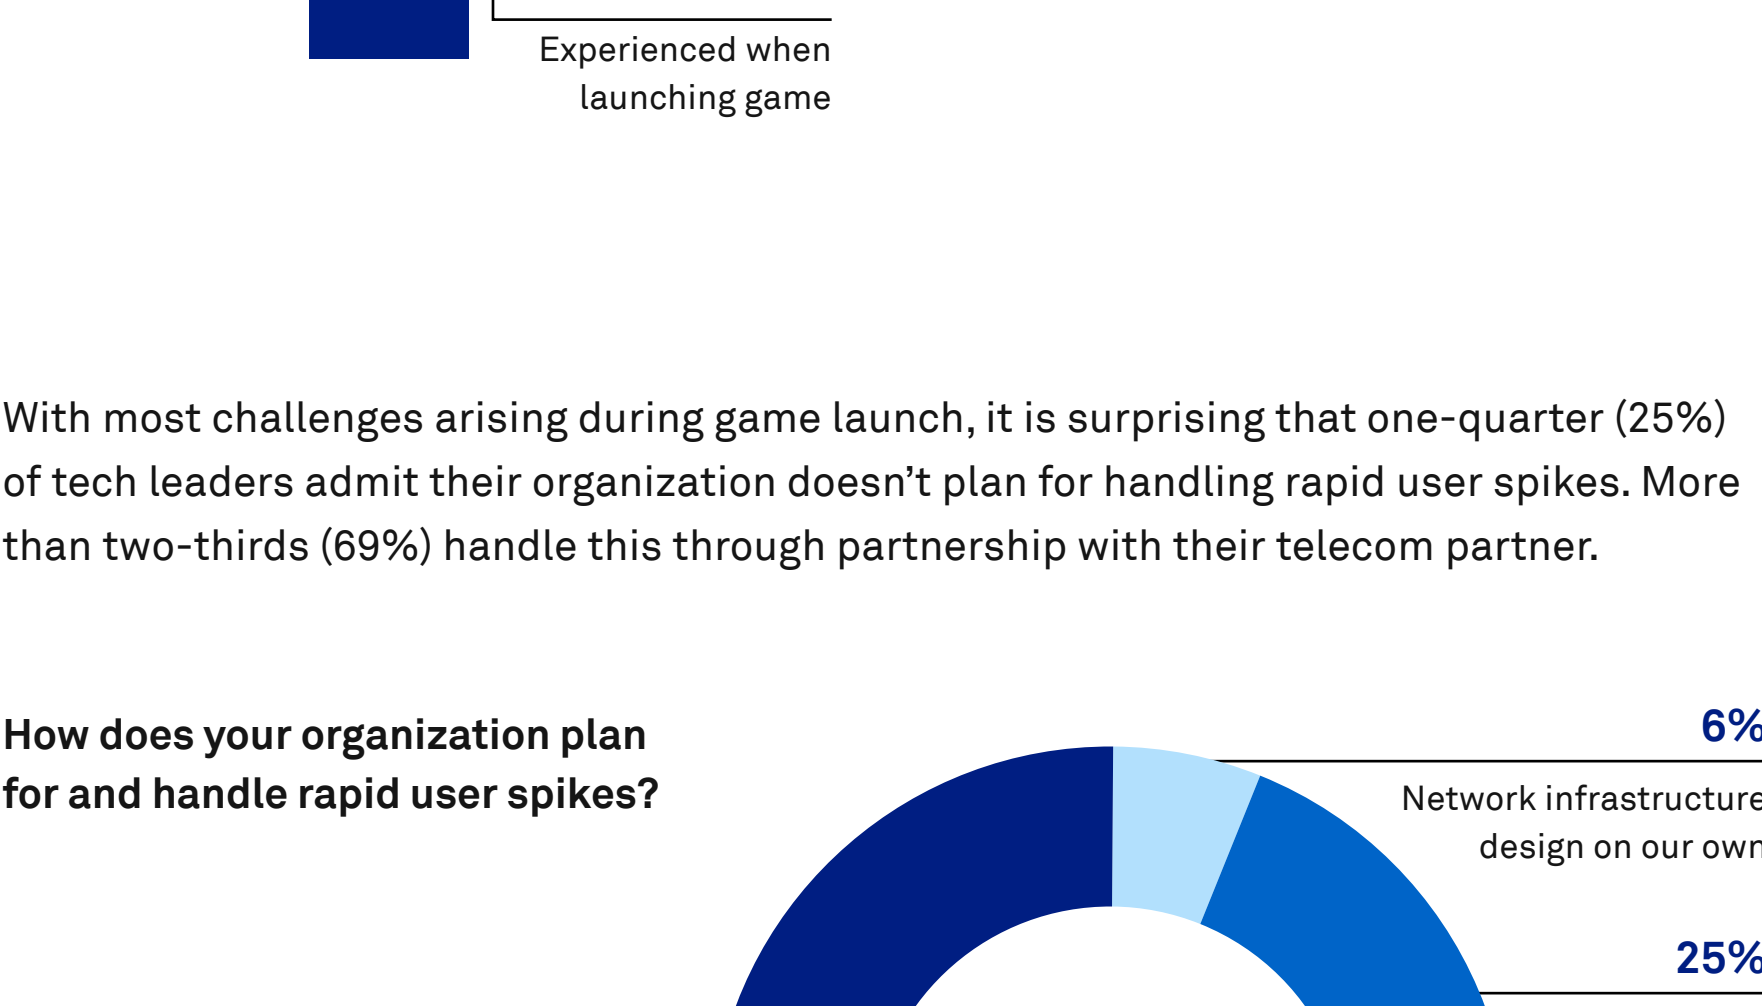 Experienced when
launching game
With most challenges arising during game launch, it is surprising that one-quarter (25%)
of tech leaders admit their organization doesn’t plan for handling rapid user spikes. More
than two-thirds (69%) handle this through partnership with their telecom partner.
How does your organization plan
for and handle rapid user spikes?
6%
Network infrastructure
design on our own
25%